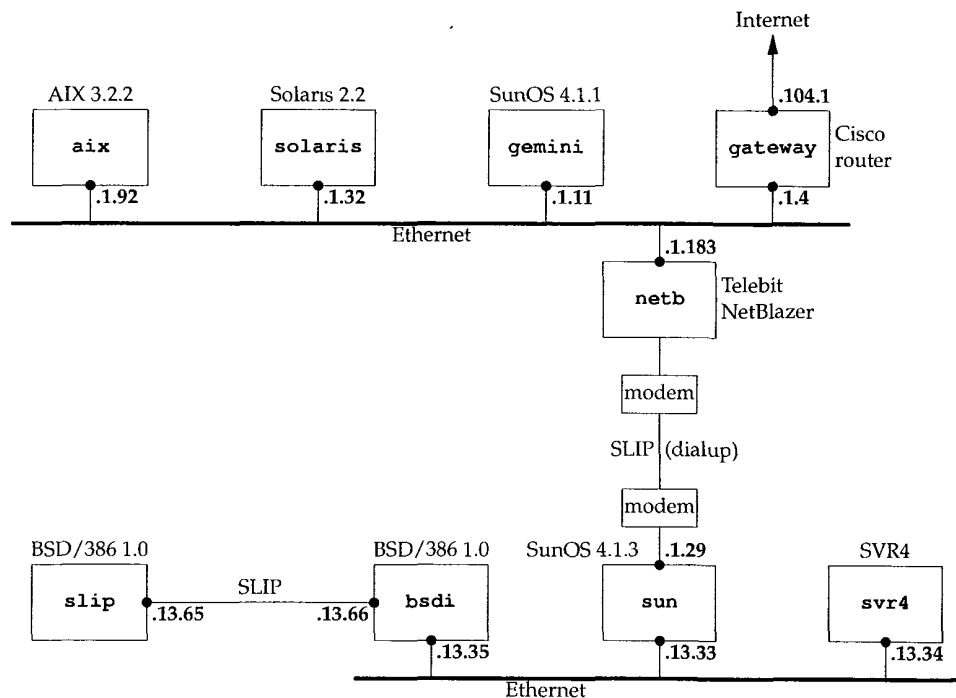 Internet
AIX 3.2.2
Solaris 2.2
SunOS 4.1.1
.104.1
aix
solaris
gemini
gateway
Cisco
router
.1.92
.1.32
.1.11
.1.4
Ethernet
.1.183
netb
Telebit
NetBlazer
modem
SLIP (dialup)
modem
BSD/386 1.0
BSD/386 1.0
SunOS 4.1.3
.1.29
SVR4
slip
SLIP
bsdi
sun
svr4
.13.65
.13.66
.13.35
.13.33
.13.34
Ethernet